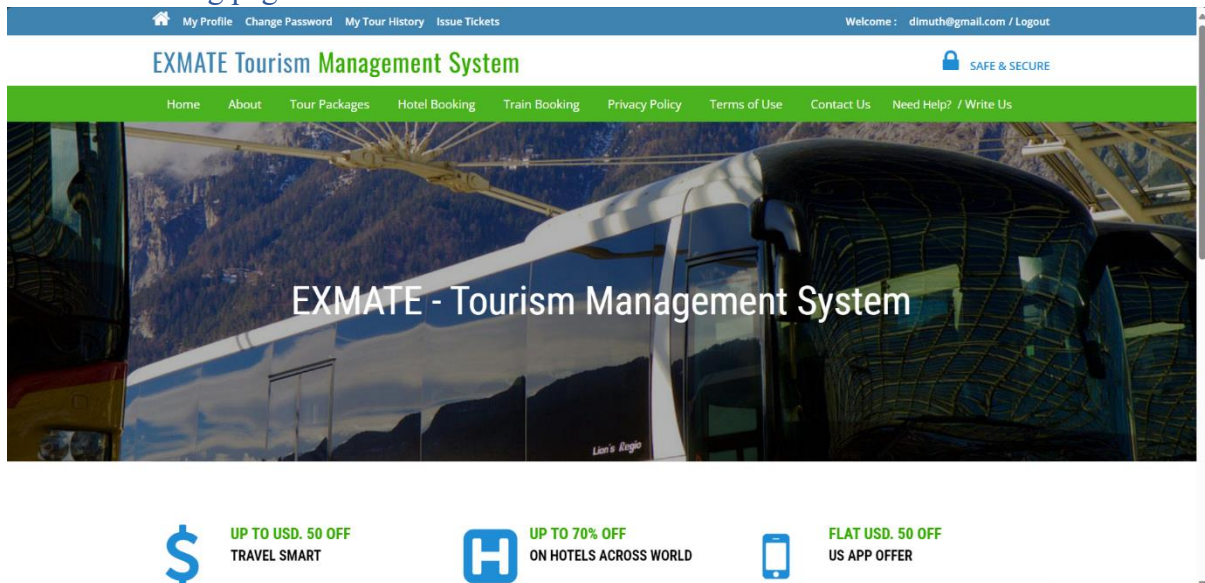 My Profile Change Password My Tour History Issue Tickets Welcome : dimuth@gmail.com / Logout
EXMATE Tourism Management System SAFE & SECURE
Home About Tour Packages Hotel Booking Train Booking Privacy Policy Terms of Use Contact Us Need Help? / Write Us
EXMATE - Tourism Management System
Lion's Regio
UP TO USD. 50 OFF
TRAVEL SMART
H
UP TO 70% OFF
ON HOTELS ACROSS WORLD
FLAT USD. 50 OFF
US APP OFFER